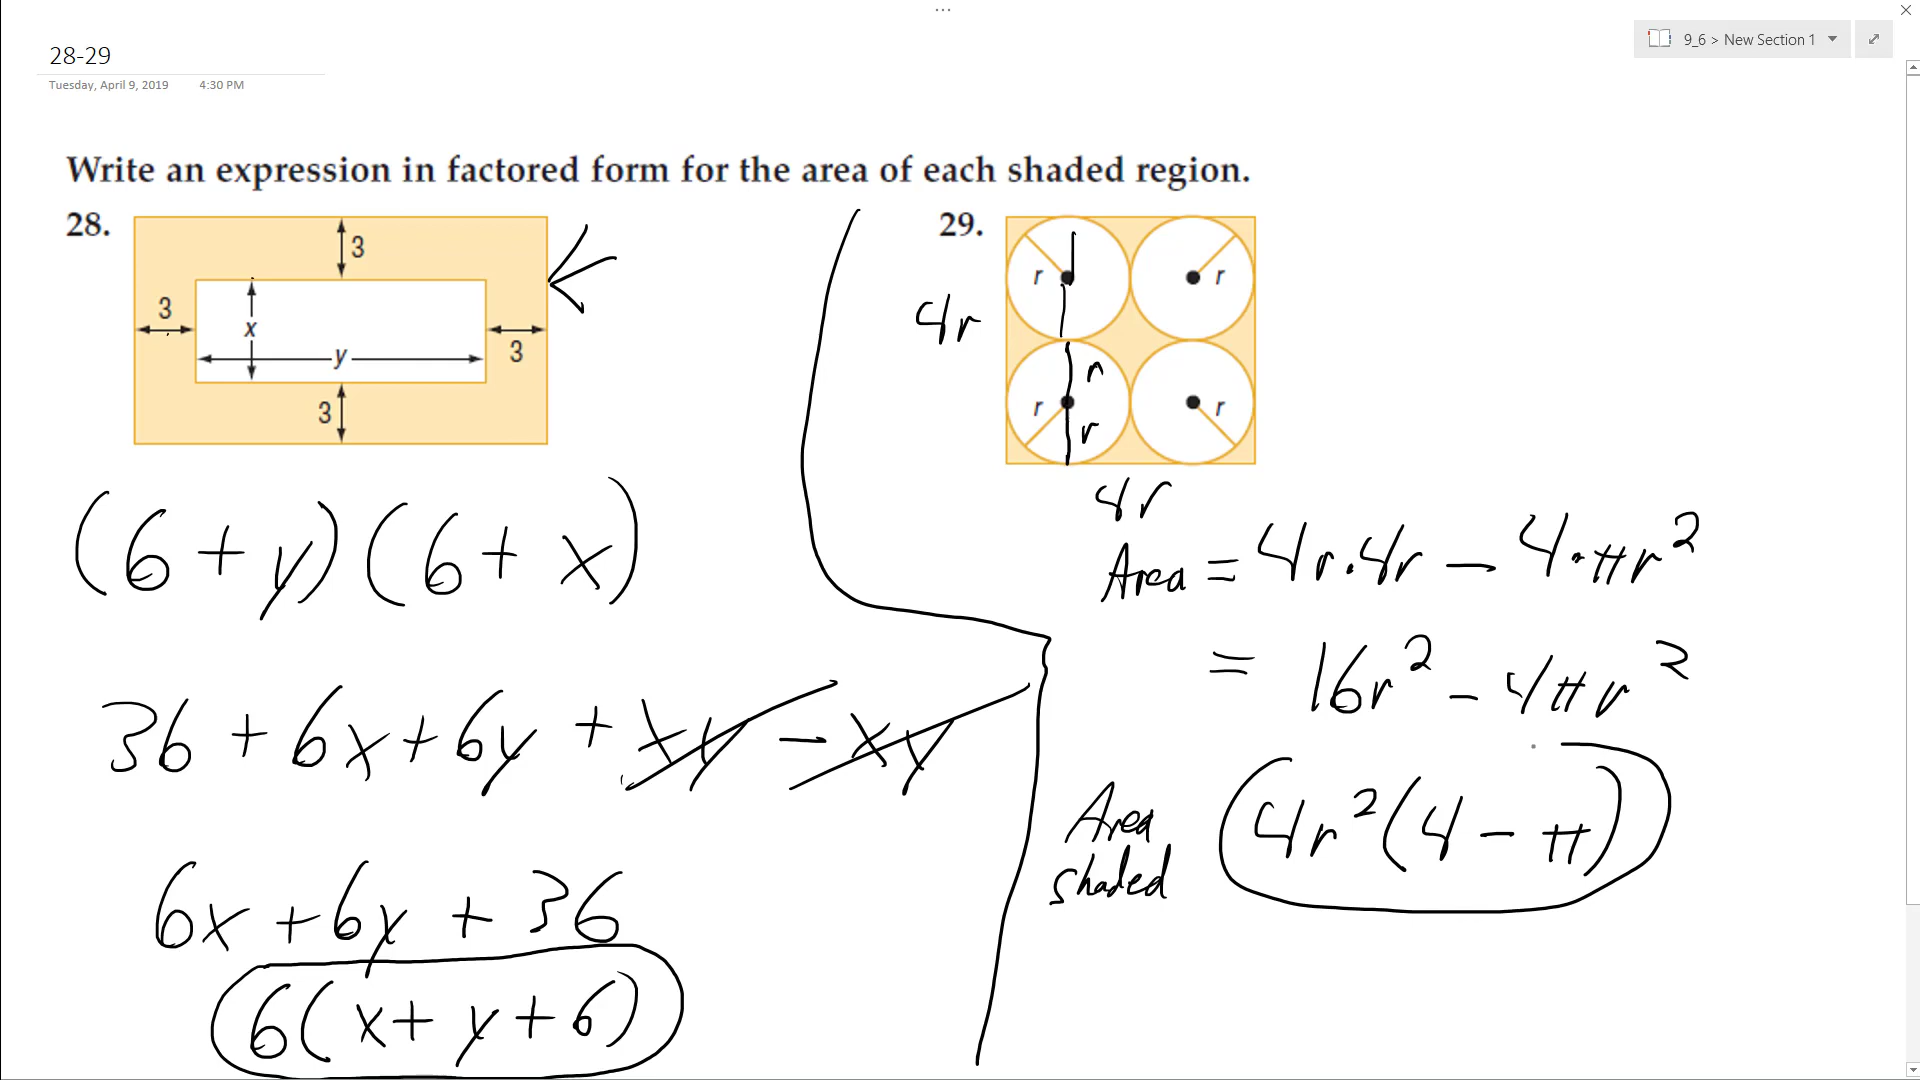 ...
9_6 > New Section 1
28-29
Tuesday, April 9, 2019 4:30 PM
Write an expression in factored form for the area of each shaded region.
28.
3
3
x
y
3
3
(6 + y)(6 + x)
36 + 6x + 6y + xy - xy
6x + 6y + 36
6(x + y + 6)
29.
r
r
4r
r
r
r
r
4r
Area = 4r · 4r - 4 · πr²
= 16r² - 4πr²
Area shaded
4r²(4 - π)